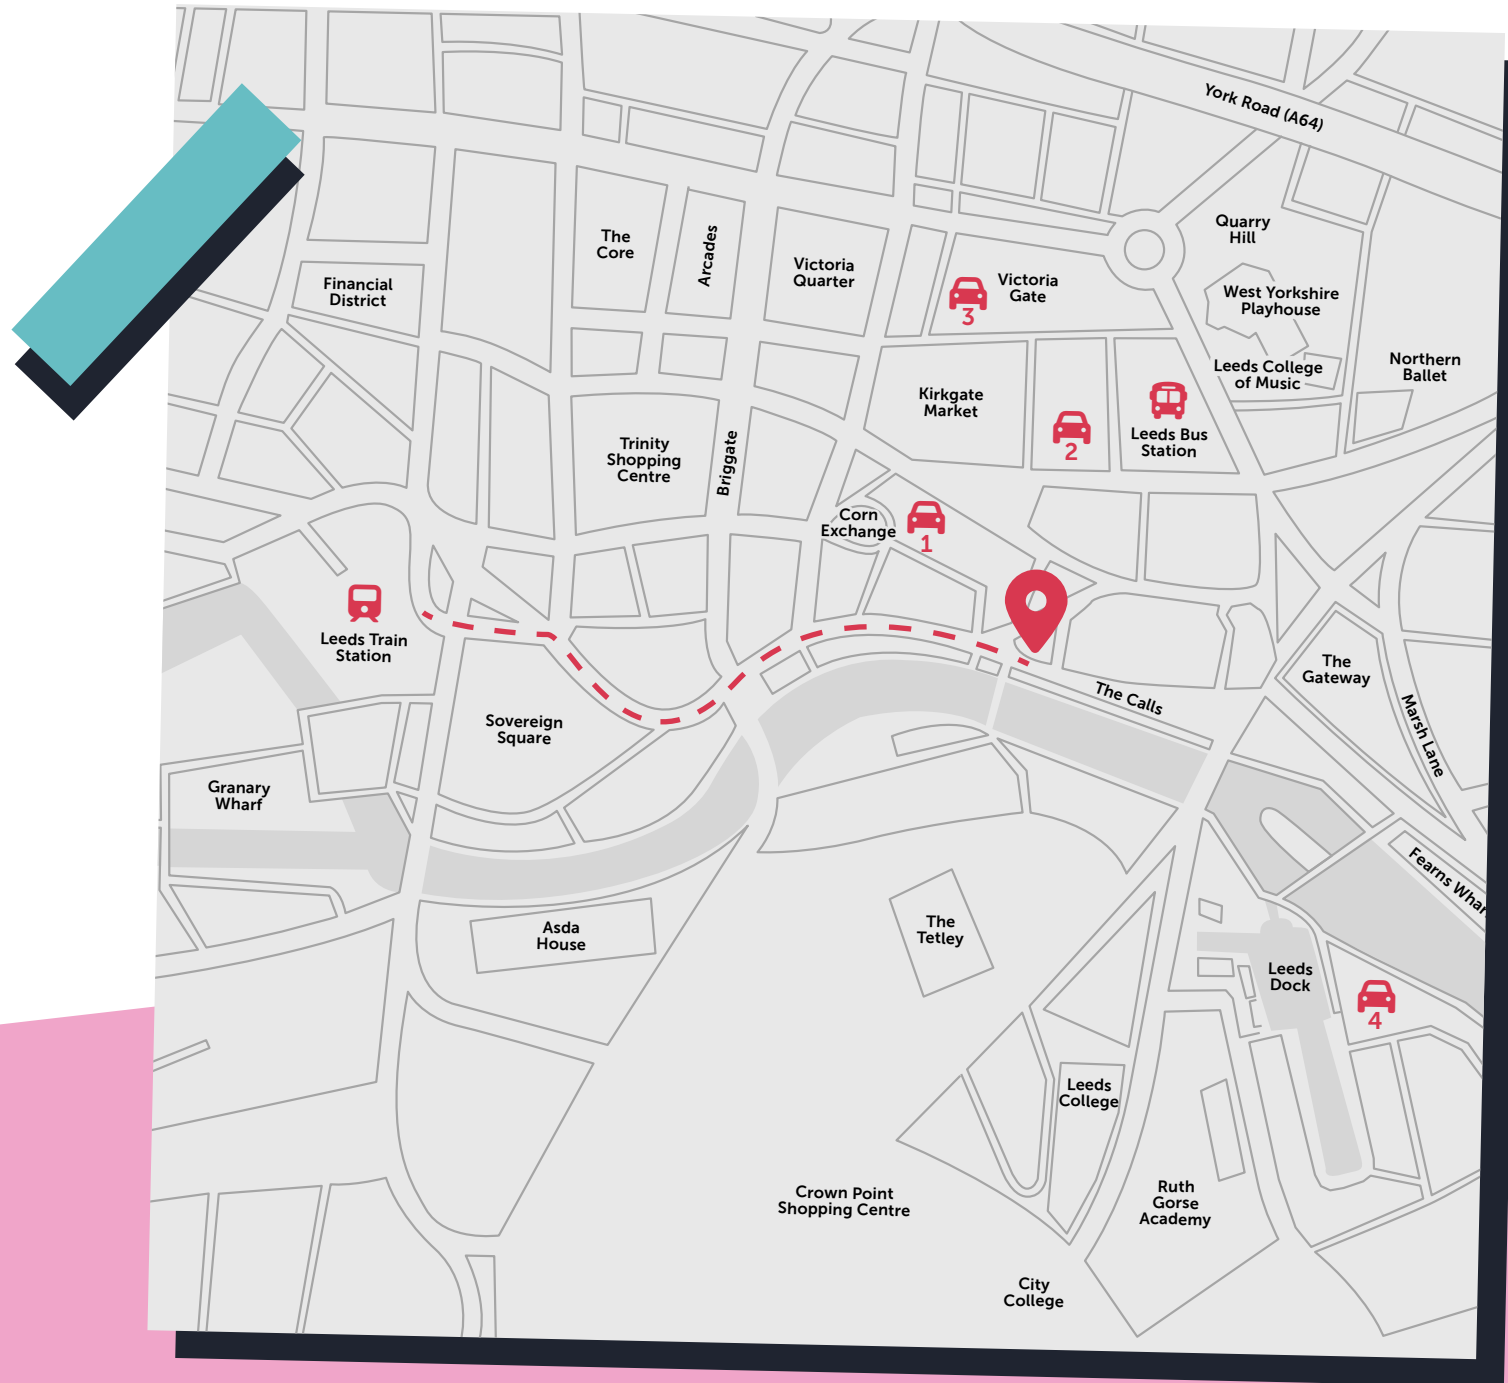 York Road (A64)
Quarry
Hill
The
Core
Arcades
Victoria
Quarter
Victoria
Gate
3
Financial
District
West Yorkshire
Playhouse
Leeds College
of Music
Northern
Ballet
Kirkgate
Market
2
Leeds Bus
Station
Trinity
Shopping
Centre
Briggate
Corn
Exchange
1
Leeds Train
Station
The
Gateway
The Calls
Marsh Lane
Sovereign
Square
Granary
Wharf
Fearns Whar
Asda
House
The
Tetley
Leeds
Dock
4
Leeds
College
Ruth
Gorse
Academy
Crown Point
Shopping Centre
City
College